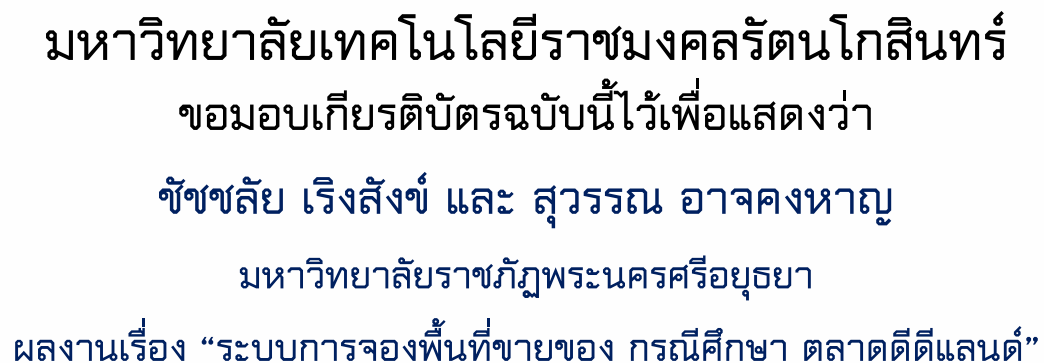 มหาวิทยาลัยเทคโนโลยีราชมงคลรัตนโกสินทร์
ขอมอบเกียรติบัตรฉบับนี้ไว้เพื่อแสดงว่า
ชัชชลัย เริงสังข์ และ สุวรรณ อาจคงหาญ
มหาวิทยาลัยราชภัฏพระนครศรีอยุธยา
ผลงานเรื่อง “ระบบการจองพื้นที่ขายของ กรณีศึกษา ตลาดดีดีแลนด์”